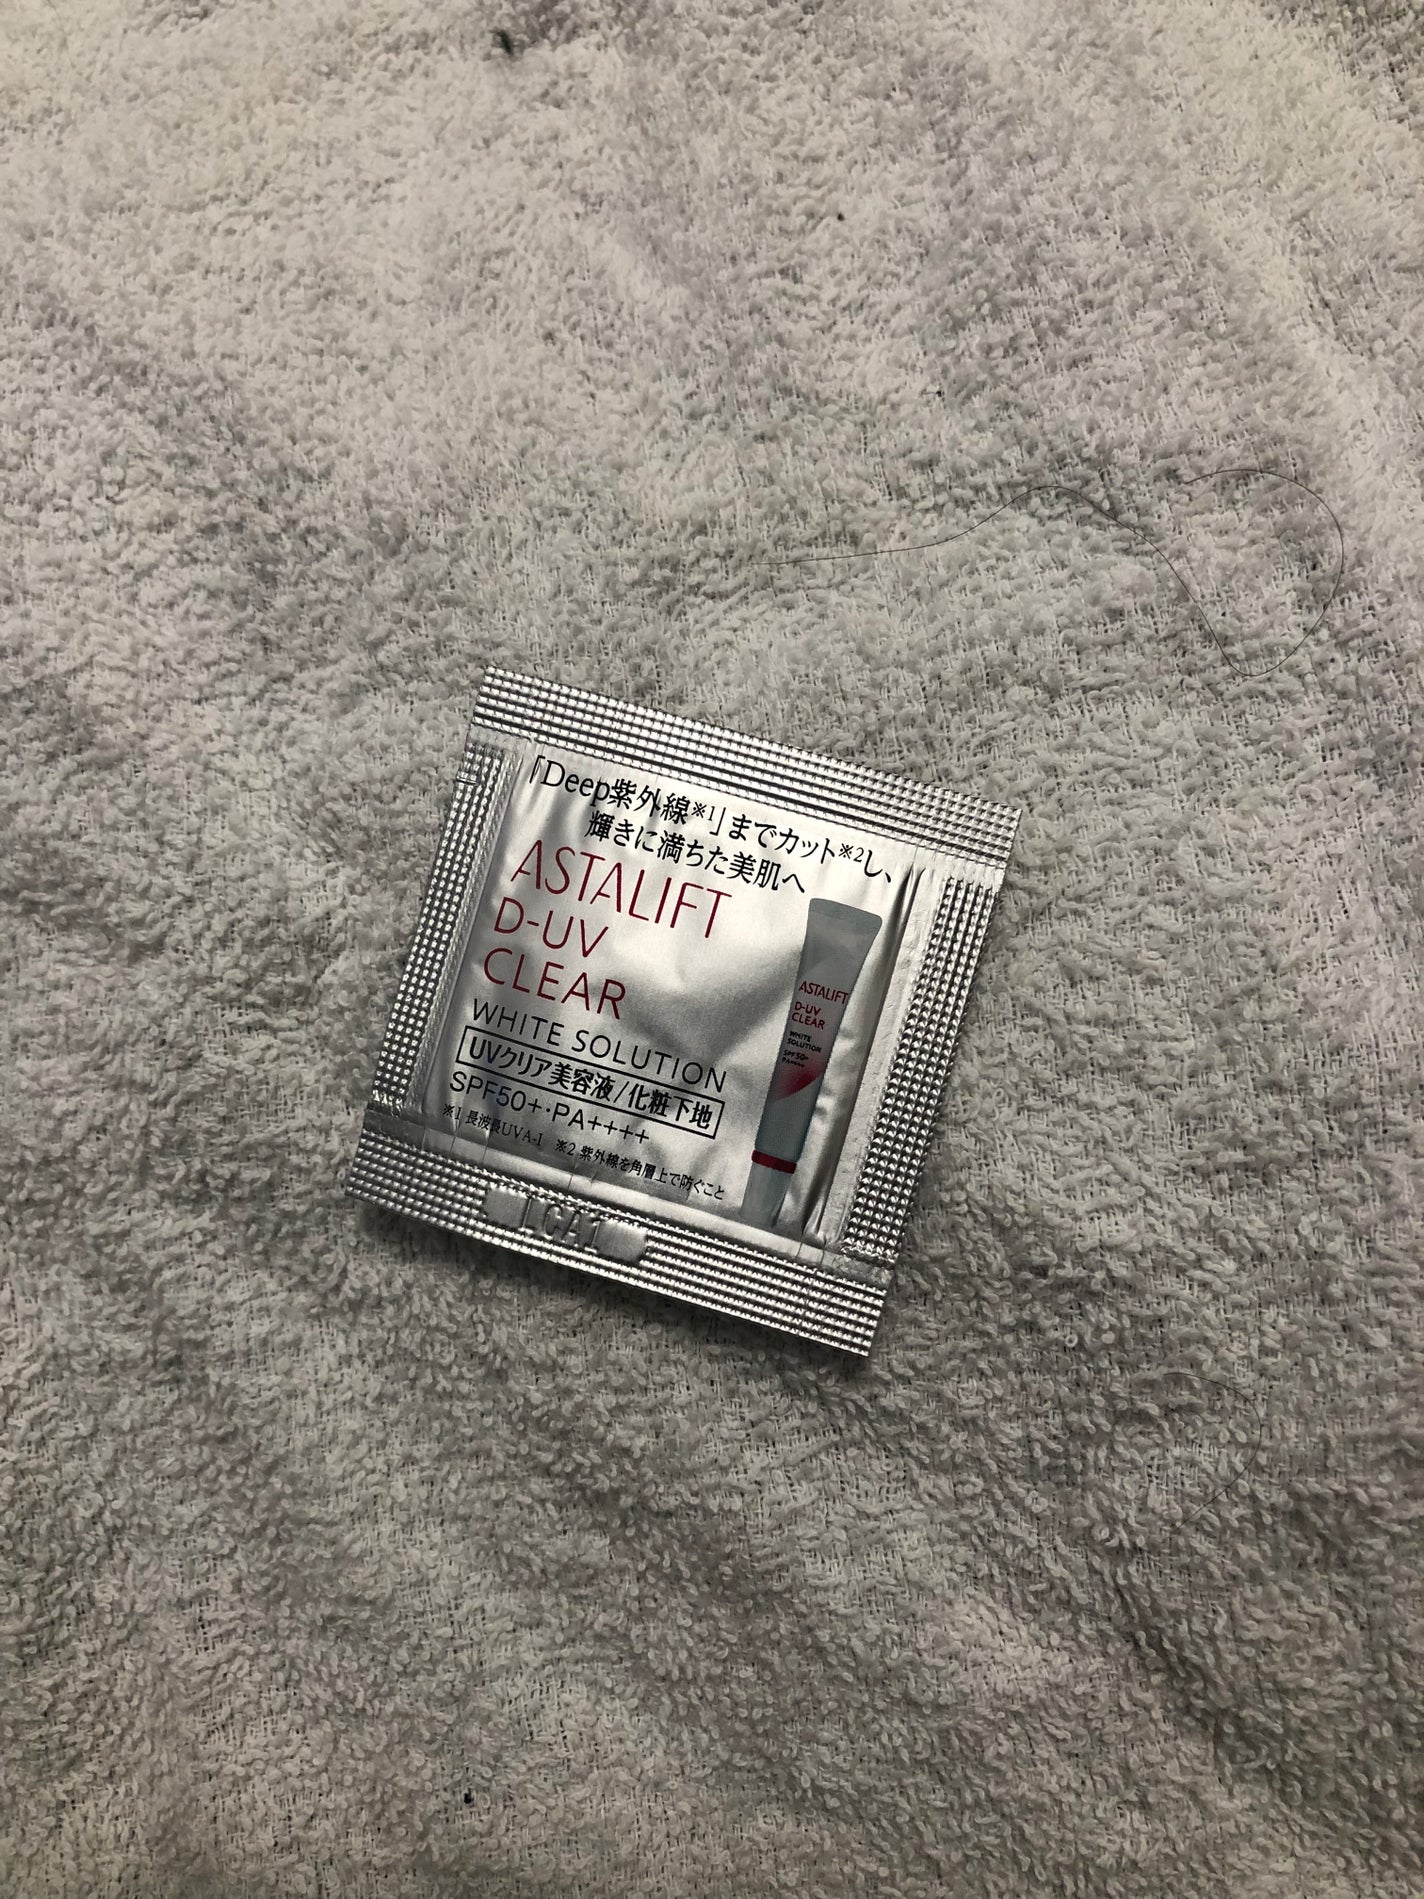 「Deep紫外線※1」までカット※2し、
輝きに満ちた美肌へ
ASTALIFT
D-UV
CLEAR
WHITE SOLUTION
UVクリア美容液/化粧下地
SPF50+・PA++++
※1 長波長UVA-I ※2 紫外線を角層上で防ぐこと
ASTALIFT
D-UV
CLEAR
WHITE
SOLUTION
SPF50+
PA++++
1CA1